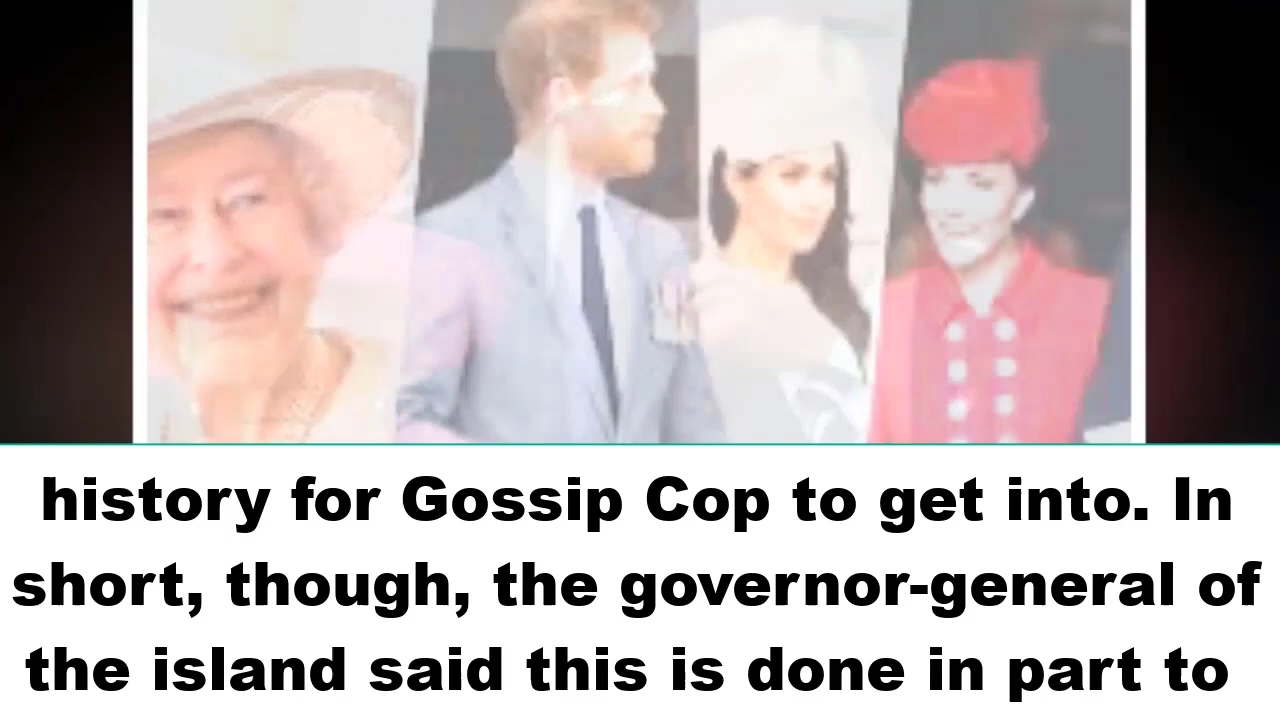 history for Gossip Cop to get into. In
short, though, the governor-general of
the island said this is done in part to